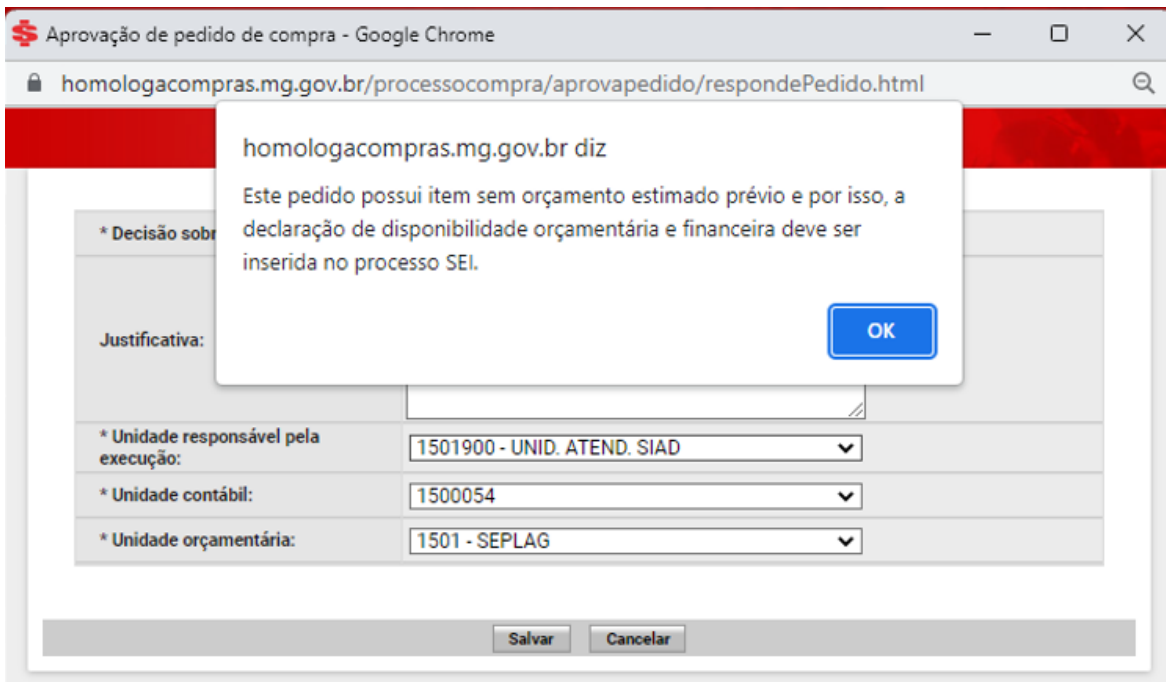 Aprovação de pedido de compra - Google Chrome
homologacompras.mg.gov.br/processocompra/aprovapedido/respondePedido.html
homologacompras.mg.gov.br diz
Este pedido possui item sem orçamento estimado prévio e por isso, a
declaração de disponibilidade orçamentária e financeira deve ser
inserida no processo SEI.
OK
* Decisão sobr
Justificativa:
* Unidade responsável pela
execução:
1501900 - UNID. ATEND. SIAD
* Unidade contábil:
1500054
* Unidade orçamentária:
1501 - SEPLAG
Salvar
Cancelar